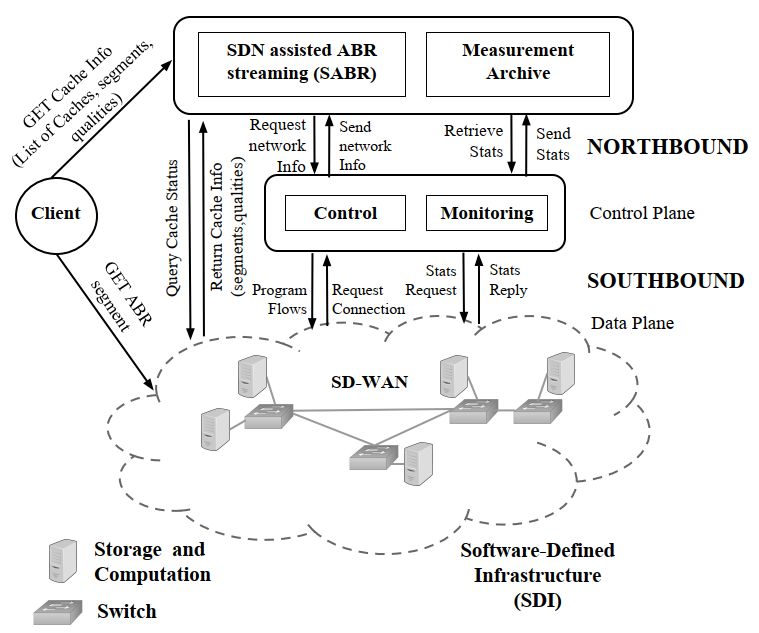 SDN assisted ABR
streaming (SABR)
Measurement
Archive
GET Cache Info
(List of Caches, segments,
qualities)
Client
GET ABR
segment
Query Cache Status
Return Cache Info
(segments,qualities)
Request
network
Info
Send
network
Info
Retrieve
Stats
Send
Stats
NORTHBOUND
Control
Monitoring
Control Plane
Program
Flows
Request
Connection
Stats
Request
Stats
Reply
SOUTHBOUND
Data Plane
SD-WAN
Storage and
Computation
Switch
Software-Defined
Infrastructure
(SDI)